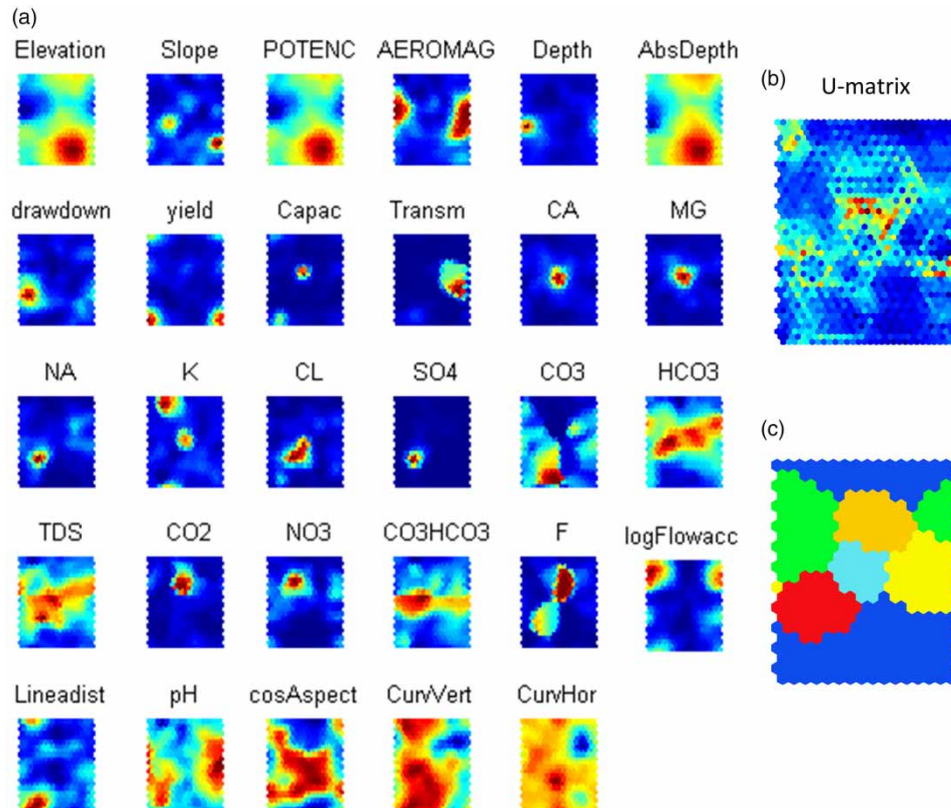 (a)
Elevation Slope POTENC AEROMAG Depth AbsDepth
(b)
U-matrix
drawdown yield Capac Transm CA MG
NA K CL SO4 CO3 HCO3
(c)
TDS CO2 NO3 CO3HCO3 F logFlowacc
Lineadist pH cosAspect CurvVert CurvHor